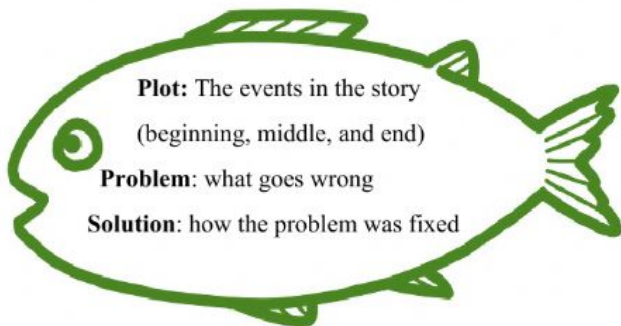 Plot: The events in the story
(beginning, middle, and end)
Problem: what goes wrong
Solution: how the problem was fixed